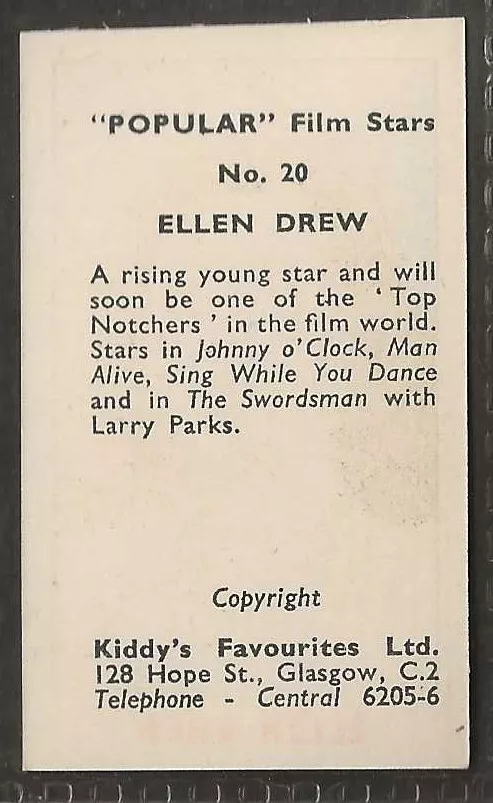 “POPULAR” Film Stars
No. 20
ELLEN DREW
A rising young star and will
soon be one of the ‘ Top
Notchers ’ in the film world.
Stars in Johnny o’Clock, Man
Alive, Sing While You Dance
and in The Swordsman with
Larry Parks.
Copyright
Kiddy’s Favourites Ltd.
128 Hope St., Glasgow, C.2
Telephone - Central 6205-6